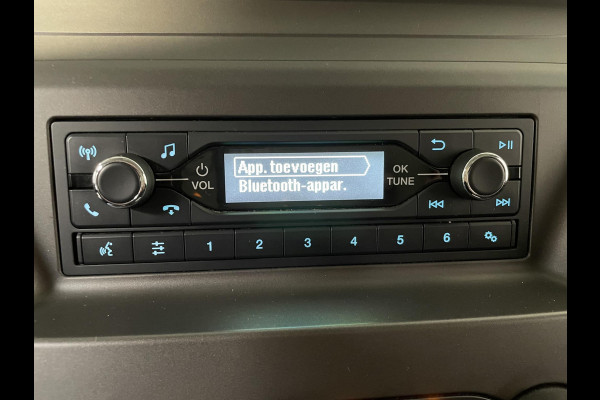 App. toevoegen
Bluetooth-appar.
VOL
OK
TUNE
1 2 3 4 5 6